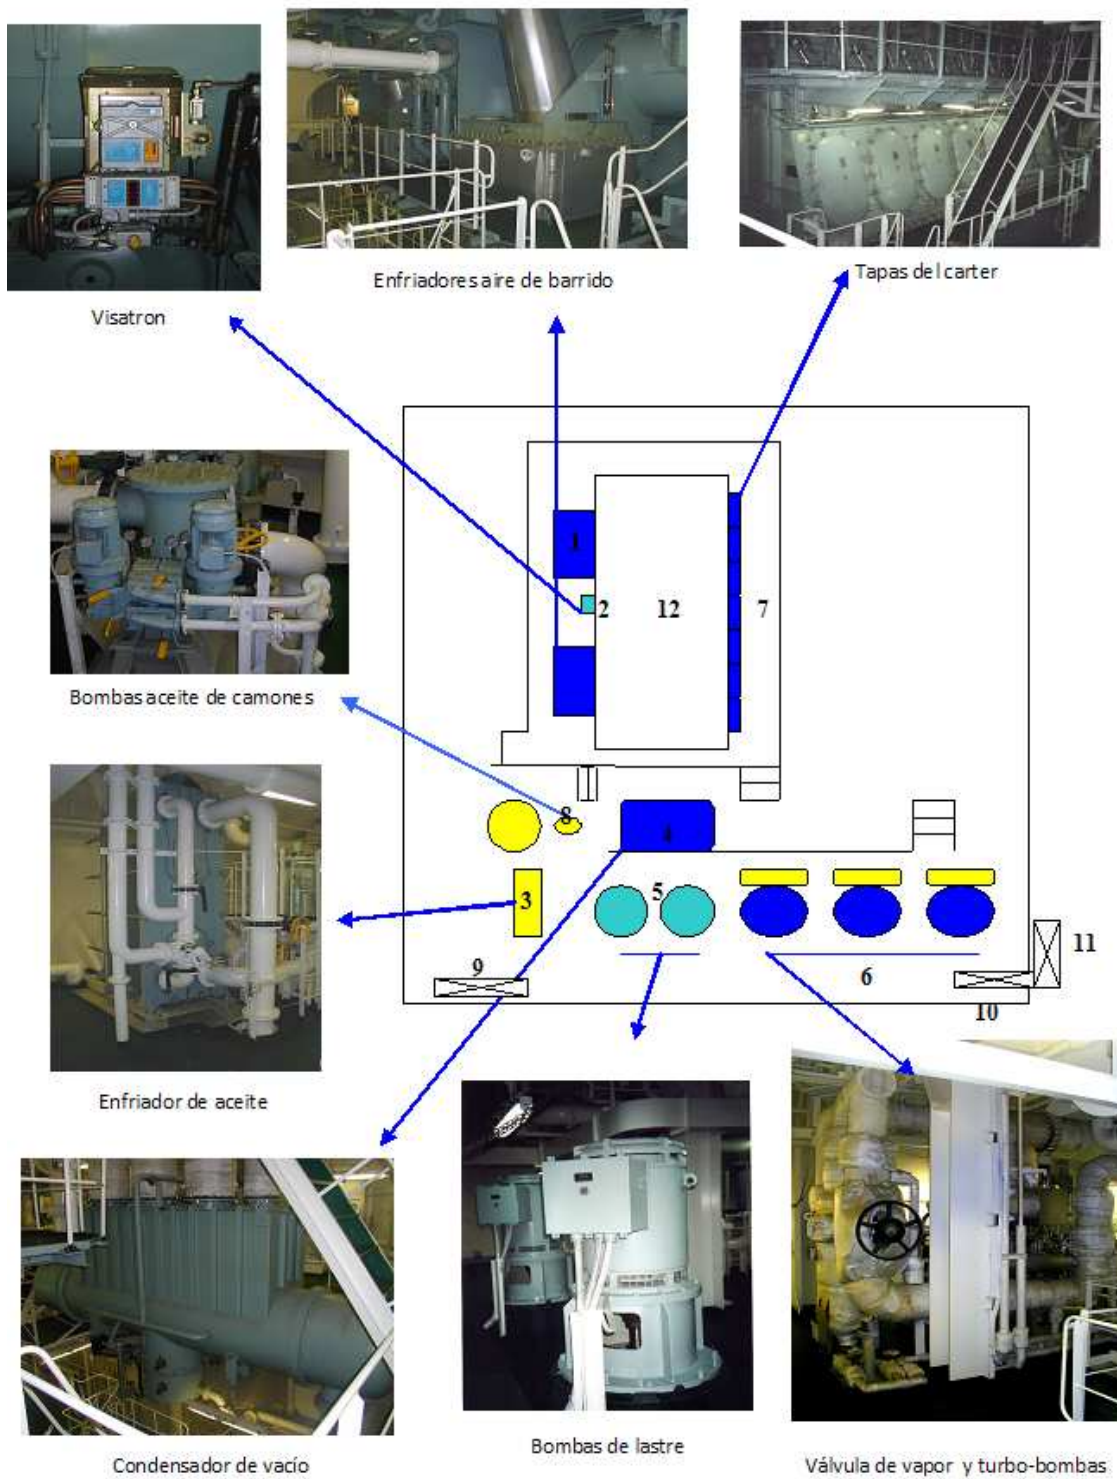 Enfriadores aire de barrido
Tapas del carter
Visatron
1
2
12
7
Bombas aceite de camones
8
4
3
5
9
6
11
10
Enfriador de aceite
Condensador de vacío
Bombas de lastre
Válvula de vapor y turbo-bombas